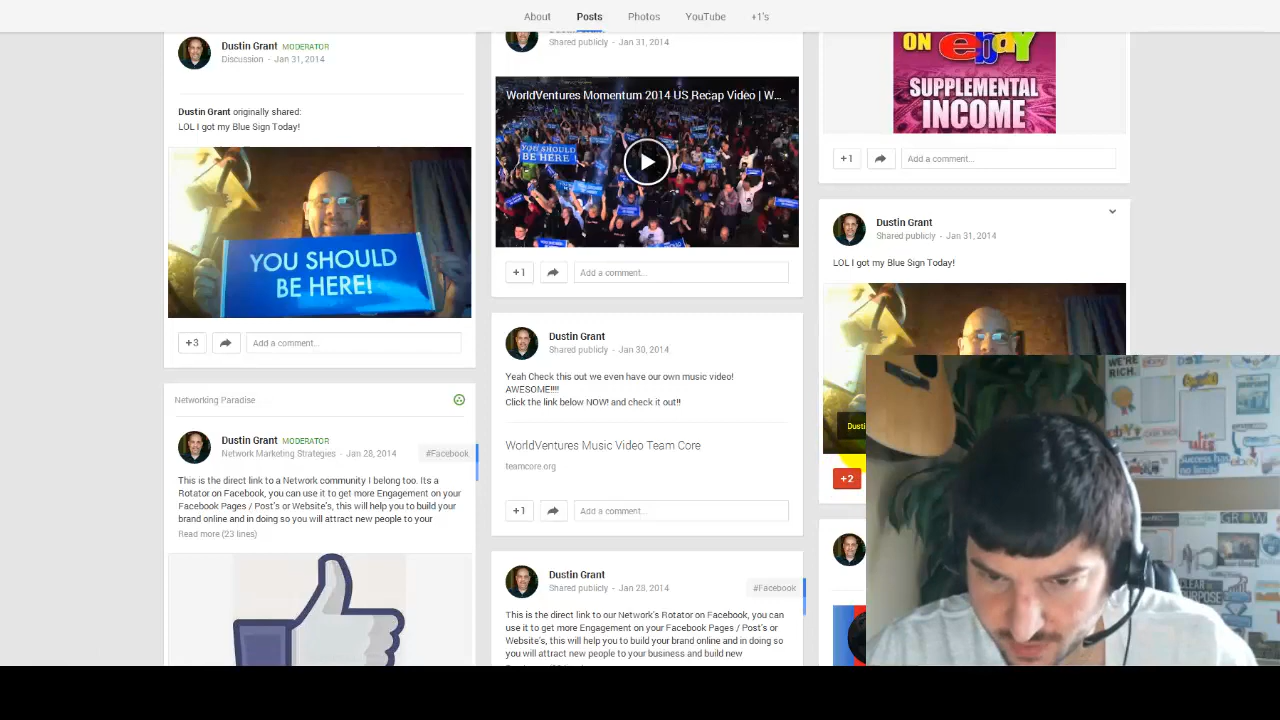 About Posts Photos YouTube +1's
Dustin Grant MODERATOR
Discussion - Jan 31, 2014
Dustin Grant originally shared:
LOL I got my Blue Sign Today!
YOU SHOULD
BE HERE!
+3 Add a comment...
Networking Paradise
Dustin Grant MODERATOR
Network Marketing Strategies - Jan 28, 2014 #Facebook
This is the direct link to a Network community I belong too. Its a
Rotator on Facebook, you can use it to get more Engagement on your
Facebook Pages / Post's or Website's, this will help you to build your
brand online and in doing so you will attract new people to your
Read more (23 lines)
Shared publicly - Jan 31, 2014
WorldVentures Momentum 2014 US Recap Video | W...
YOU SHOULD
BE HERE
+1 Add a comment...
Dustin Grant
Shared publicly - Jan 30, 2014
Yeah Check this out we even have our own music video!
AWESOME!!!!
Click the link below NOW! and check it out!!
WorldVentures Music Video Team Core
teamcore.org
+1 Add a comment...
Dustin Grant
Shared publicly - Jan 28, 2014 #Facebook
This is the direct link to our Network's Rotator on Facebook, you can
use it to get more Engagement on your Facebook Pages / Post's or
Website's, this will help you to build your brand online and in doing so
you will attract new people to your business and build new
ON ebaY
SUPPLEMENTAL
INCOME
+1 Add a comment...
Dustin Grant
Shared publicly - Jan 31, 2014
LOL I got my Blue Sign Today!
Dusti
+2
WE'RE
RICH.
Success has
no limits
GROW
CLEAR
PURPOSE